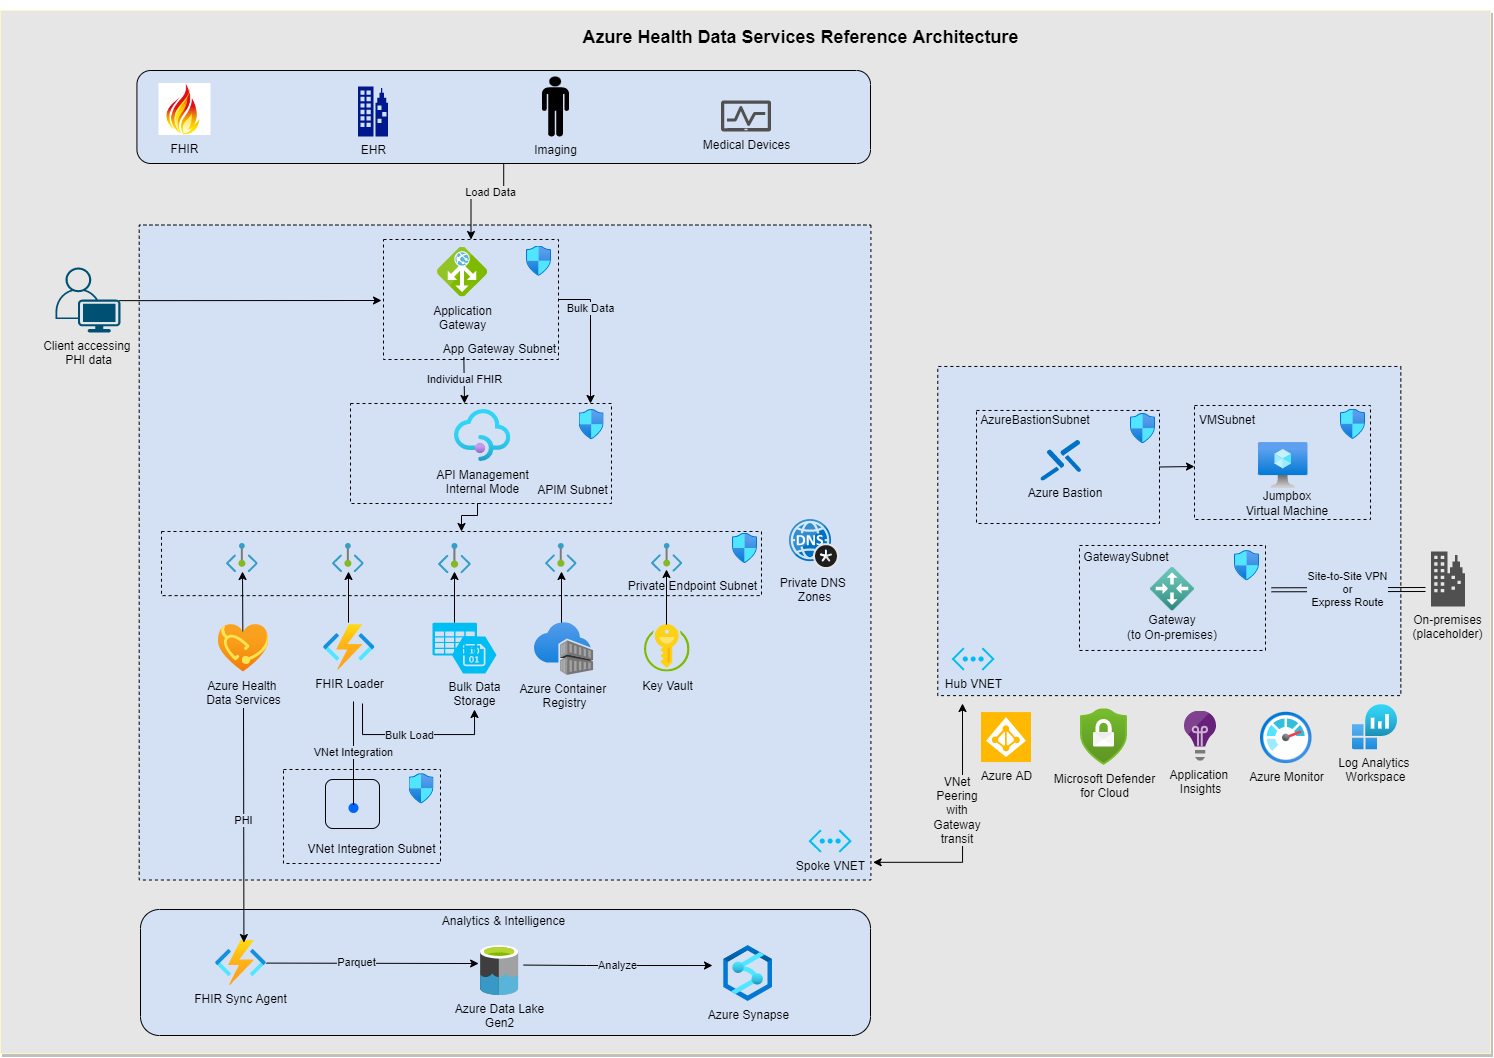 Azure Health Data Services Reference Architecture
FHIR
EHR
Imaging
Medical Devices
Load Data
Client accessing
PHI data
Application
Gateway
App Gateway Subnet
Bulk Data
Individual FHIR
API Management
Internal Mode
APIM Subnet
Private Endpoint Subnet
DNS
Private DNS
Zones
Azure Health
Data Services
FHIR Loader
10
01
Bulk Data
Storage
Azure Container
Registry
Key Vault
Bulk Load
VNet Integration
VNet Integration Subnet
PHI
Spoke VNET
Analytics & Intelligence
FHIR Sync Agent
Parquet
Azure Data Lake
Gen2
Analyze
Azure Synapse
AzureBastionSubnet
Azure Bastion
VMSubnet
Jumpbox
Virtual Machine
GatewaySubnet
Gateway
(to On-premises)
Site-to-Site VPN
or
Express Route
On-premises
(placeholder)
Hub VNET
VNet
Peering
with
Gateway
transit
Azure AD
Microsoft Defender
for Cloud
Application
Insights
Azure Monitor
Log Analytics
Workspace